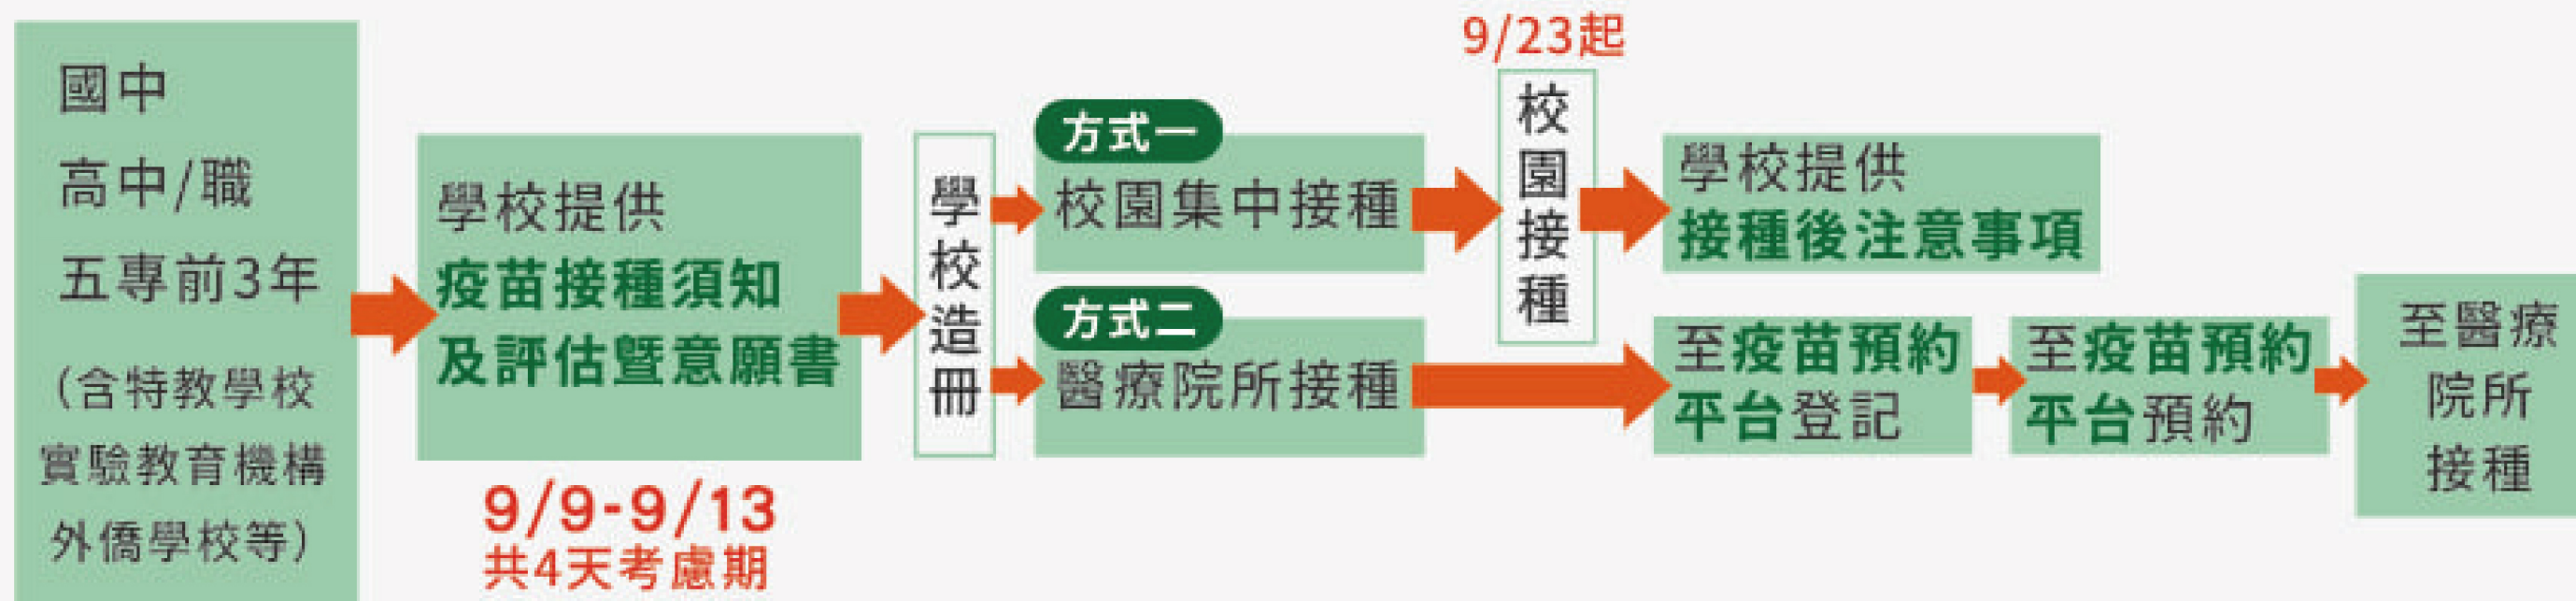 國中
高中/職
五專前3年
（含特教學校
實驗教育機構
外僑學校等）
學校提供
疫苗接種須知
及評估暨意願書
9/9-9/13
共4天考慮期
學校造冊
方式一
校園集中接種
9/23起
校園接種
學校提供
接種後注意事項
方式二
醫療院所接種
至疫苗預約
平台登記
至疫苗預約
平台預約
至醫療
院所
接種